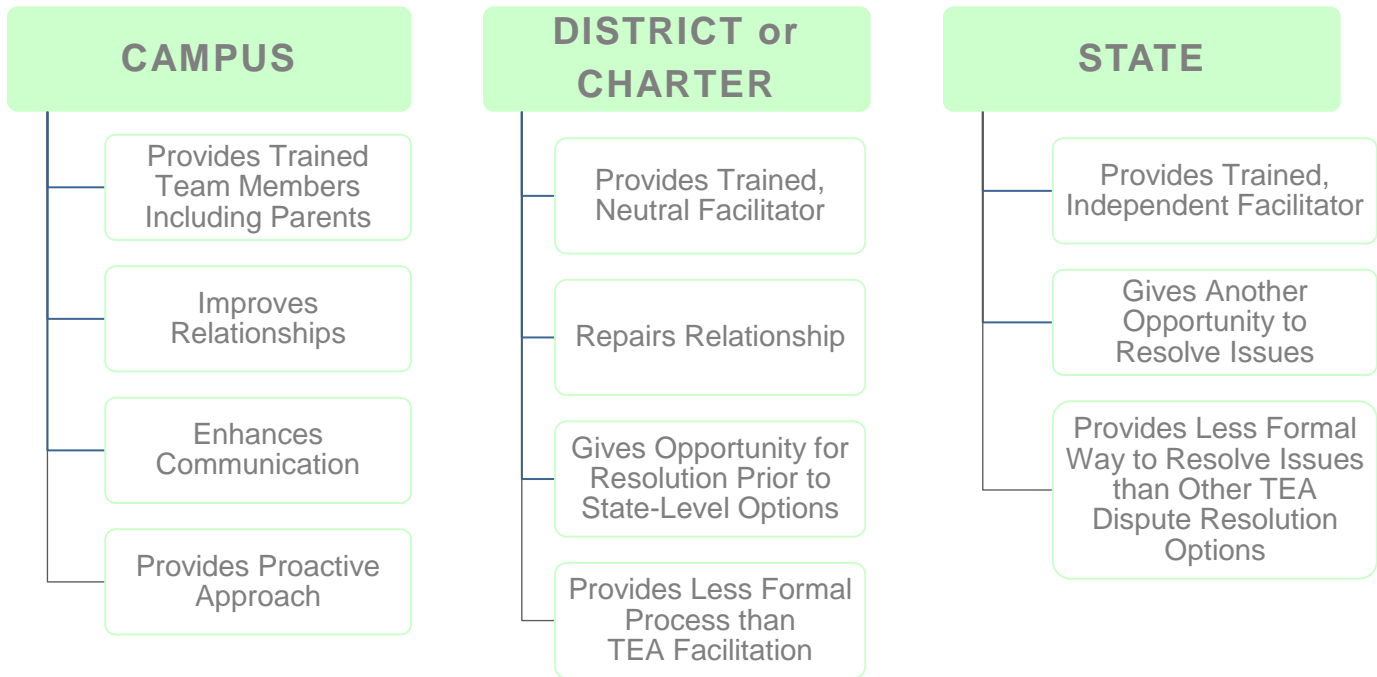 CAMPUS
Provides Trained
Team Members
Including Parents
Improves
Relationships
Enhances
Communication
Provides Proactive
Approach
DISTRICT or
CHARTER
Provides Trained,
Neutral Facilitator
Repairs Relationship
Gives Opportunity for
Resolution Prior to
State-Level Options
Provides Less Formal
Process than
TEA Facilitation
STATE
Provides Trained,
Independent Facilitator
Gives Another
Opportunity to
Resolve Issues
Provides Less Formal
Way to Resolve Issues
than Other TEA
Dispute Resolution
Options